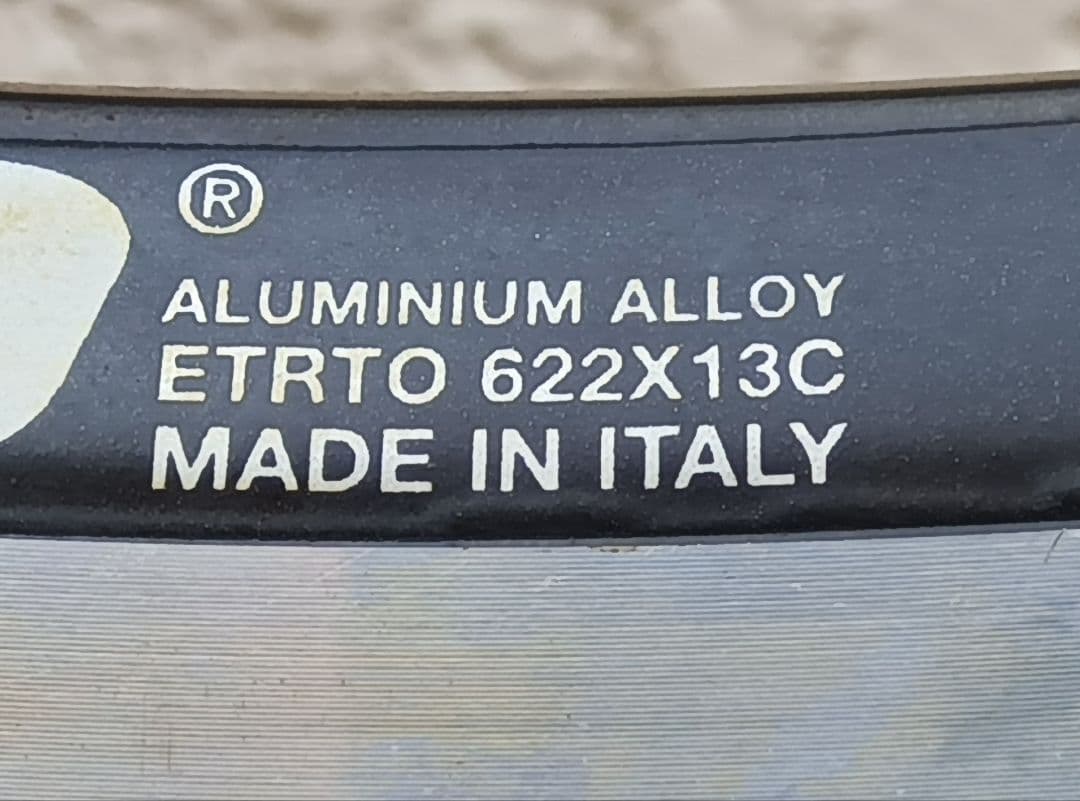 ®
ALUMINIUM ALLOY
ETRTO 622X13C
MADE IN ITALY